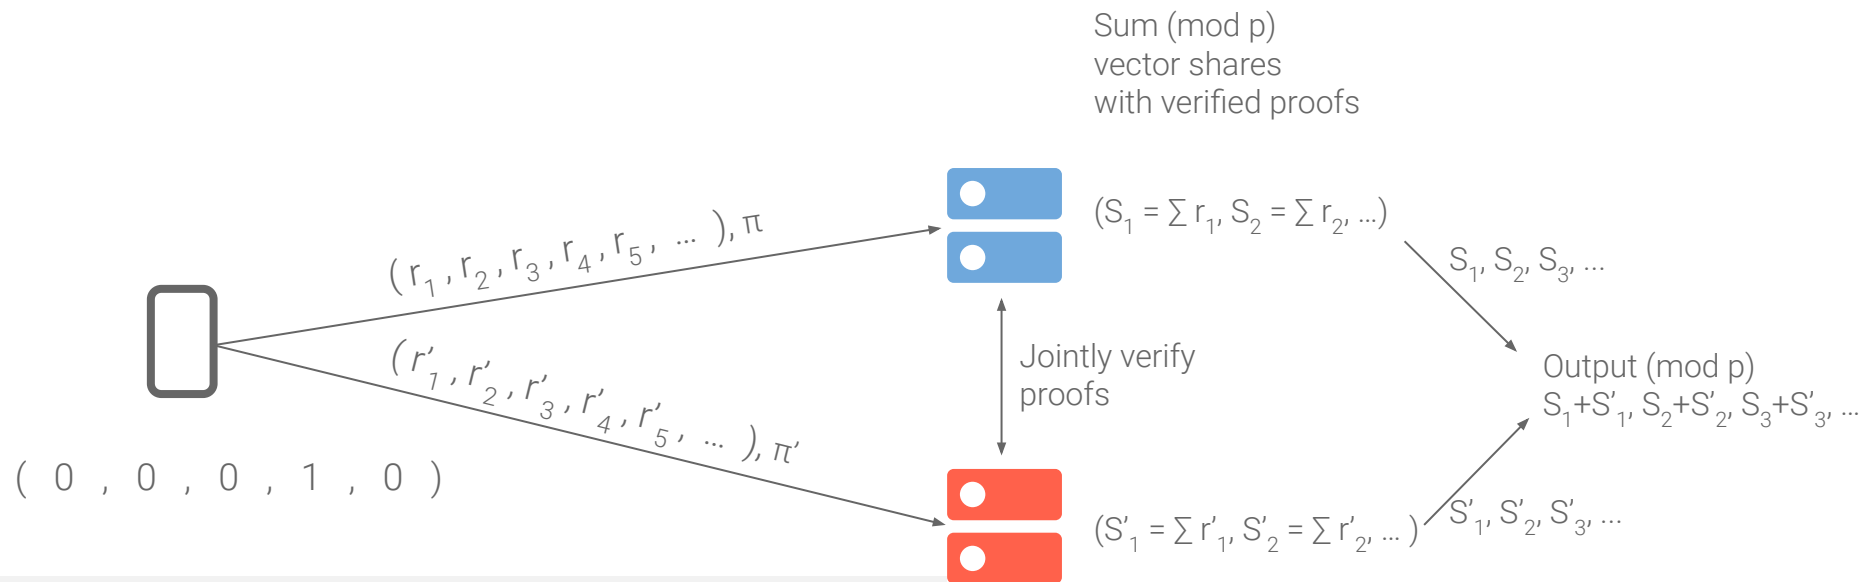 Sum (mod p)
vector shares
with verified proofs
( r₁ , r₂ , r₃ , r₄ , r₅ , ... ), π
(S₁ = ∑ r₁, S₂ = ∑ r₂, ...)
S₁, S₂, S₃, ...
Jointly verify
proofs
( r’₁ , r’₂ , r’₃ , r’₄ , r’₅ , ... ), π’
Output (mod p)
S₁+S’₁, S₂+S’₂, S₃+S’₃, ...
( 0 , 0 , 0 , 1 , 0 )
(S’₁ = ∑ r’₁, S’₂ = ∑ r’₂, ... )
S’₁, S’₂, S’₃, ...